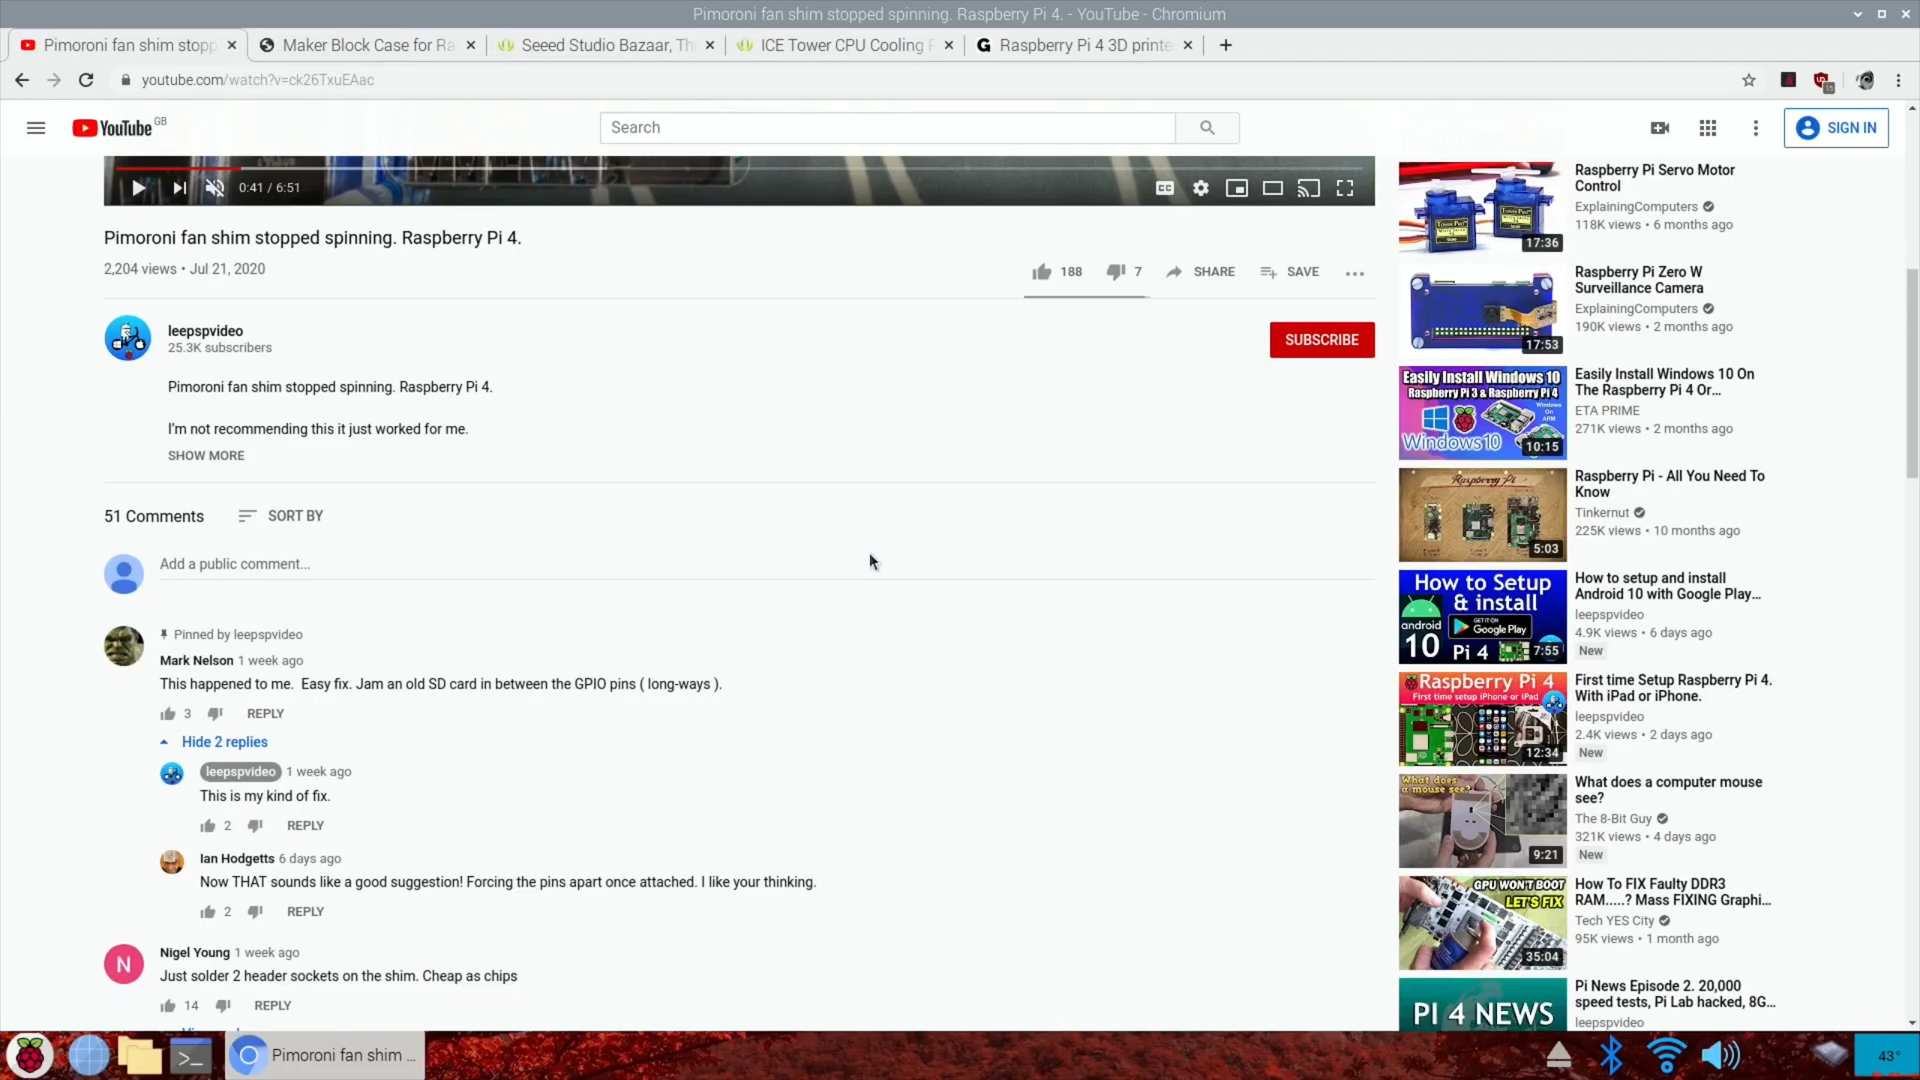 Pimoroni fan shim stopped spinning. Raspberry Pi 4. - YouTube - Chromium
Pimoroni fan shim stopp
Maker Block Case for Ra
Seeed Studio Bazaar, Th
ICE Tower CPU Cooling F
Raspberry Pi 4 3D printe
youtube.com/watch?v=ck26TxuEAac
YouTube GB
Search
SIGN IN
0:41 / 6:51
CC
Pimoroni fan shim stopped spinning. Raspberry Pi 4.
2,204 views • Jul 21, 2020
188
7
SHARE
SAVE
leepspvideo
25.3K subscribers
SUBSCRIBE
Pimoroni fan shim stopped spinning. Raspberry Pi 4.
I'm not recommending this it just worked for me.
SHOW MORE
51 Comments
SORT BY
Add a public comment...
Pinned by leepspvideo
Mark Nelson 1 week ago
This happened to me.  Easy fix. Jam an old SD card in between the GPIO pins ( long-ways ).
3
REPLY
Hide 2 replies
leepspvideo 1 week ago
This is my kind of fix.
2
REPLY
Ian Hodgetts 6 days ago
Now THAT sounds like a good suggestion! Forcing the pins apart once attached. I like your thinking.
2
REPLY
N
Nigel Young 1 week ago
Just solder 2 header sockets on the shim. Cheap as chips
14
REPLY
17:36
Raspberry Pi Servo Motor
Control
ExplainingComputers
118K views • 6 months ago
17:53
Raspberry Pi Zero W
Surveillance Camera
ExplainingComputers
190K views • 2 months ago
Easily Install Windows 10
Raspberry Pi 3 & Raspberry Pi 4
Windows
On
ARM
Windows10
10:15
Easily Install Windows 10 On
The Raspberry Pi 4 Or...
ETA PRIME
271K views • 2 months ago
Raspberry Pi
5:03
Raspberry Pi - All You Need To
Know
Tinkernut
225K views • 10 months ago
How to Setup
& install
android
10
GET IT ON
Google Play
Pi 4
7:55
How to setup and install
Android 10 with Google Play...
leepspvideo
4.9K views • 6 days ago
New
Raspberry Pi 4
First time setup iPhone or iPad
12:34
First time Setup Raspberry Pi 4.
With iPad or iPhone.
leepspvideo
2.4K views • 2 days ago
New
What does
a mouse see?
9:21
What does a computer mouse
see?
The 8-Bit Guy
321K views • 4 days ago
New
GPU WON'T BOOT
LET'S FIX
35:04
How To FIX Faulty DDR3
RAM.....? Mass FIXING Graphi...
Tech YES City
95K views • 1 month ago
PI 4 NEWS
Pi News Episode 2. 20,000
speed tests, Pi Lab hacked, 8G...
leepspvideo
Pimoroni fan shim ...
43°